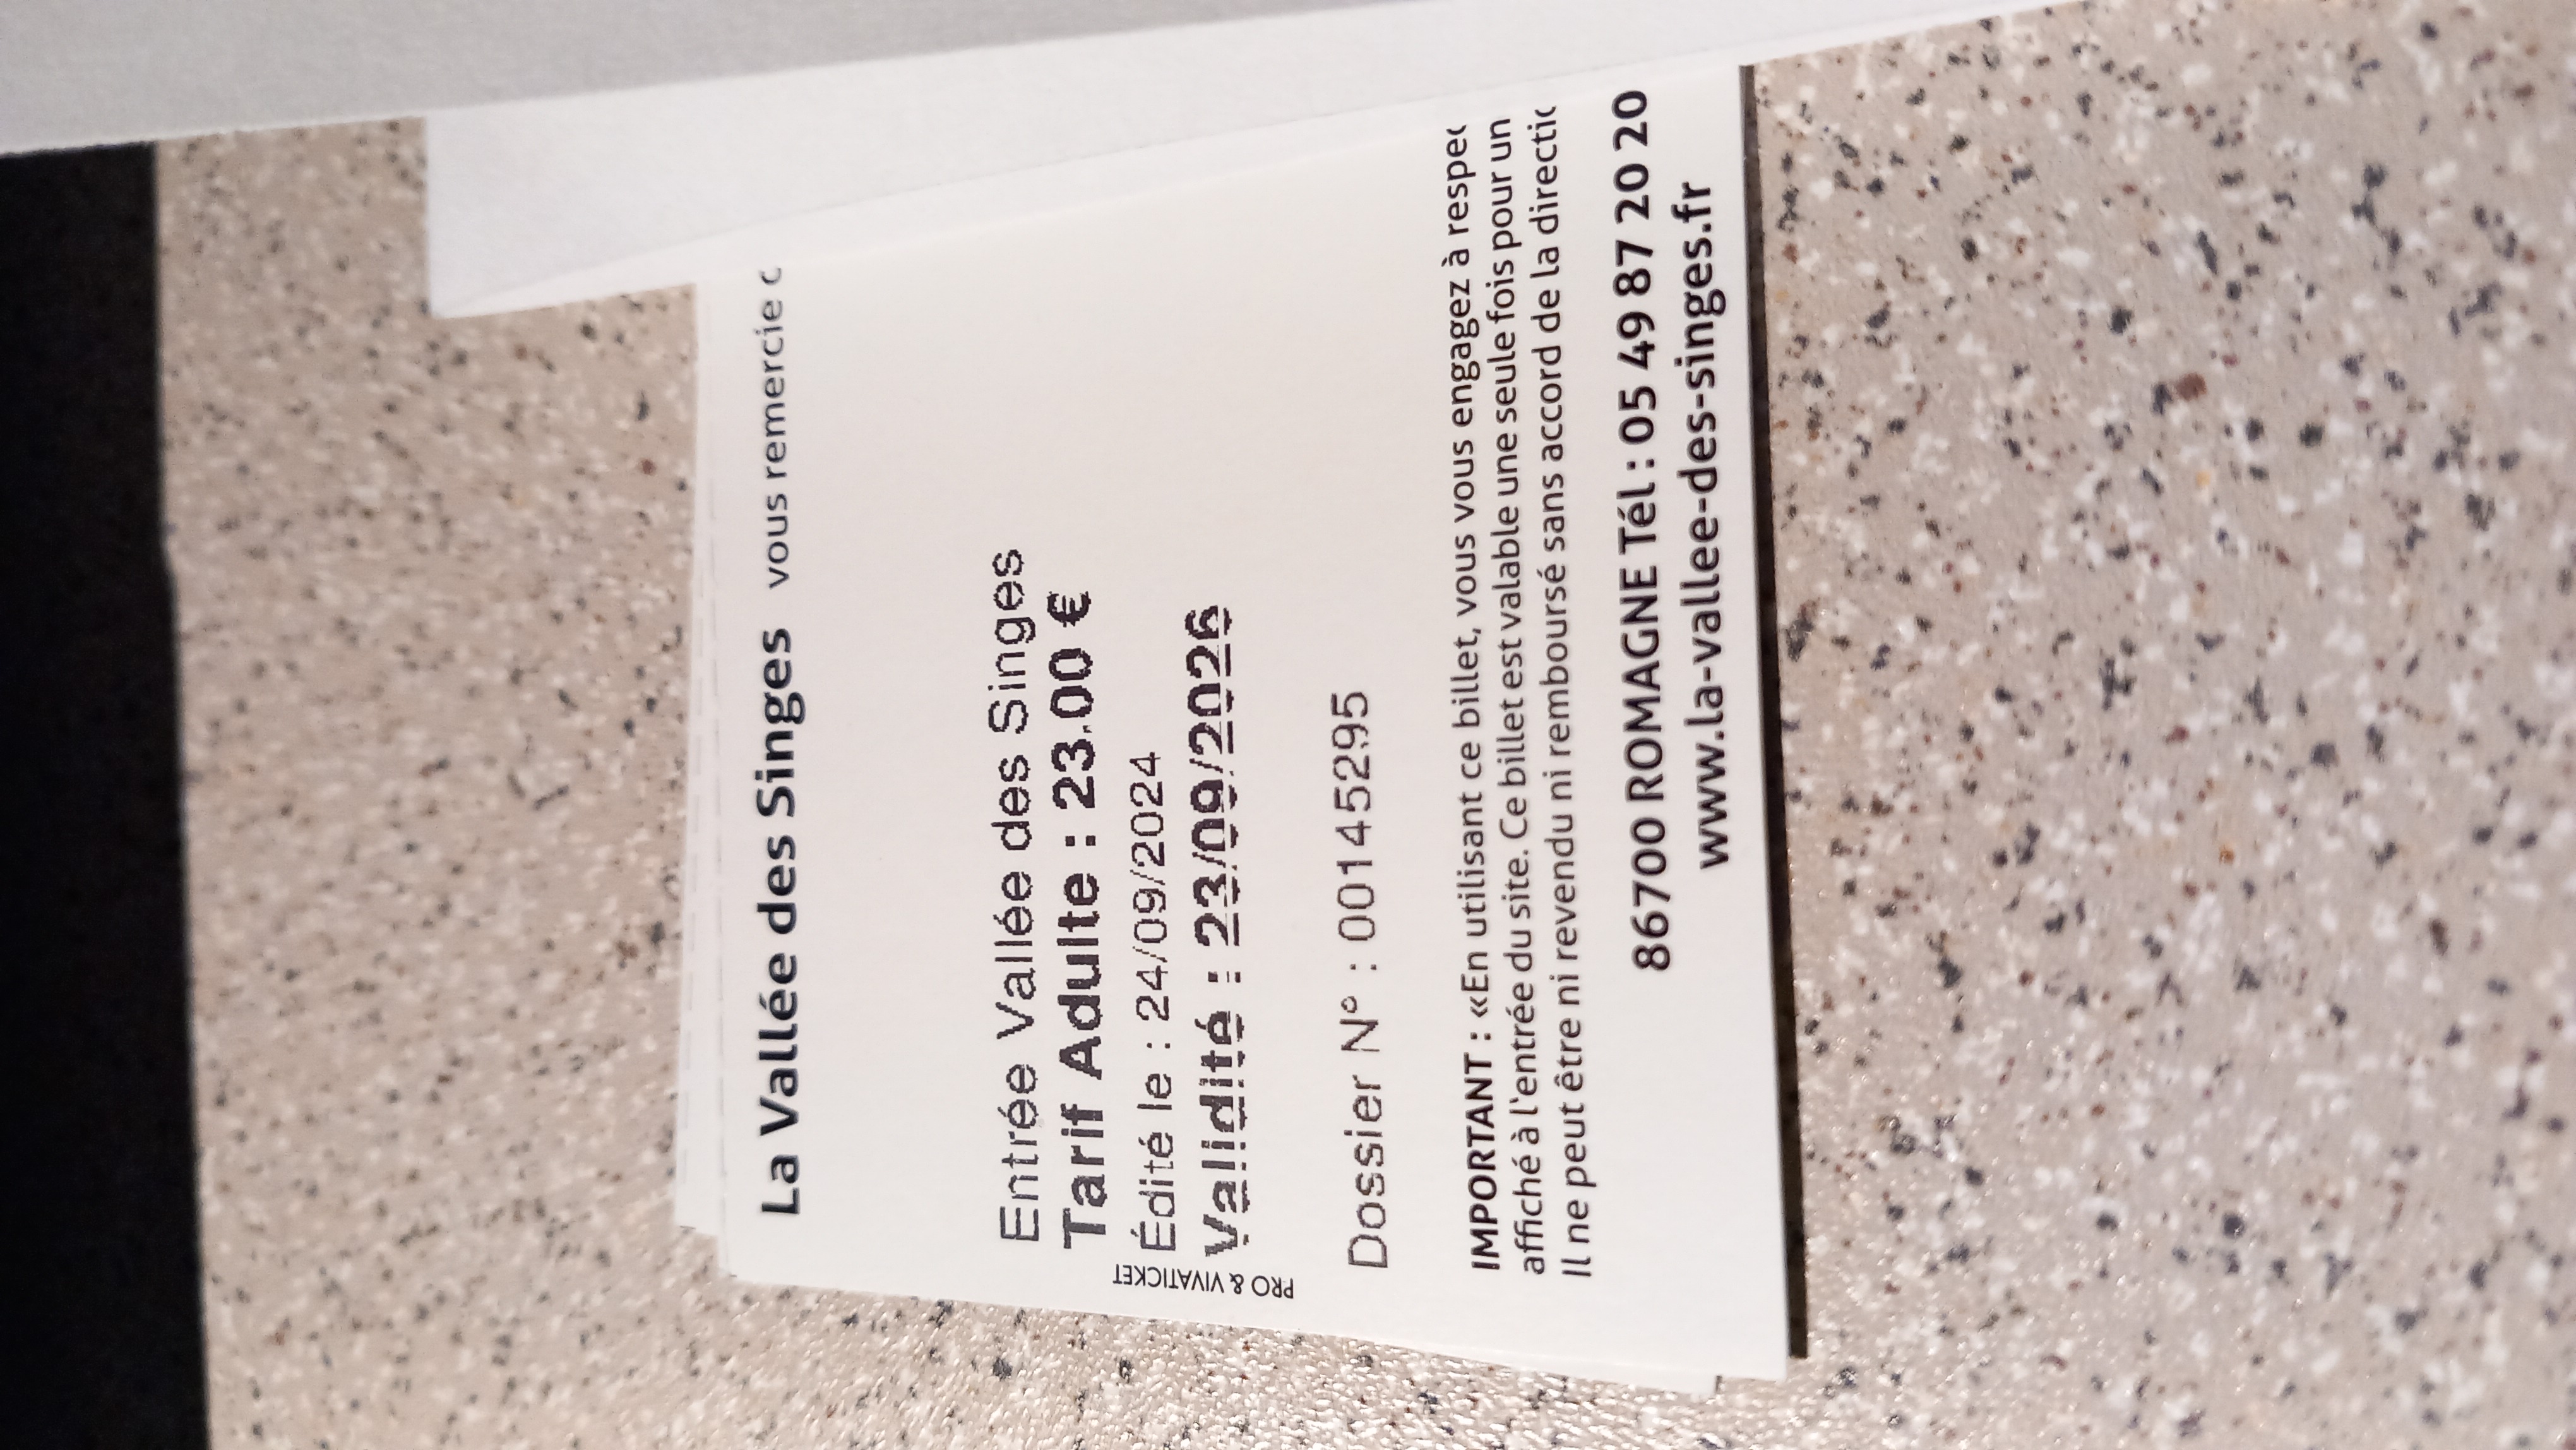 La Vallée des Singes vous remercie
Entrée Vallée des Singes
Tarif Adulte : 23.00 €
Édité le : 24/09/2024
Validité : 23/09/2026
Dossier N° : 001452295
PRO & VIVATICKET
IMPORTANT : «En utilisant ce billet, vous vous engagez à respec
affiché à l'entrée du site. Ce billet est valable une seule fois pour un
Il ne peut être ni revendu ni remboursé sans accord de la directio
86700 ROMAGNE Tél : 05 49 87 20 20
www.la-vallee-des-singes.fr